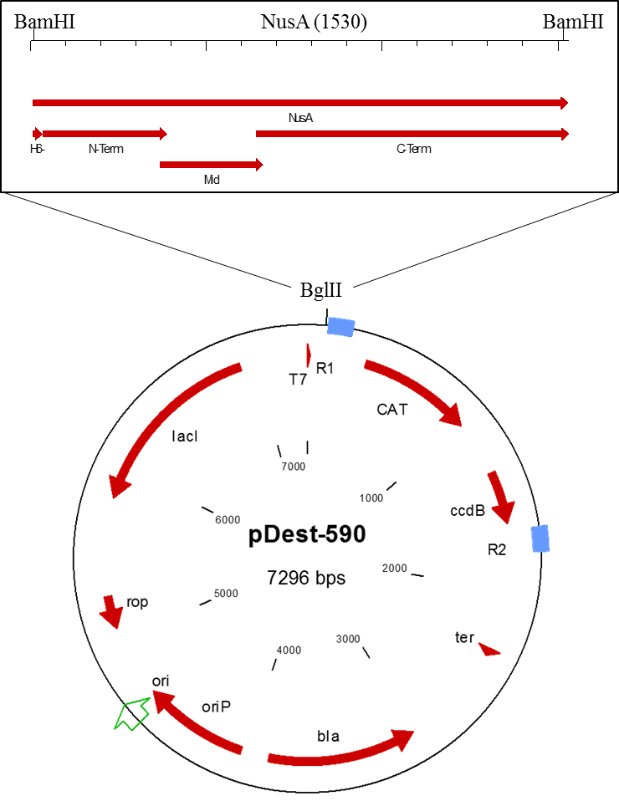 BamHI NusA (1530) BamHI
NusA
H6- N-Term C-Term
Mid
BglII
T7 R1
CAT
lacI
7000
1000
6000
ccdB
pDest-590
R2
7296 bps
2000
5000
rop
ter
3000
4000
ori
oriP
bla